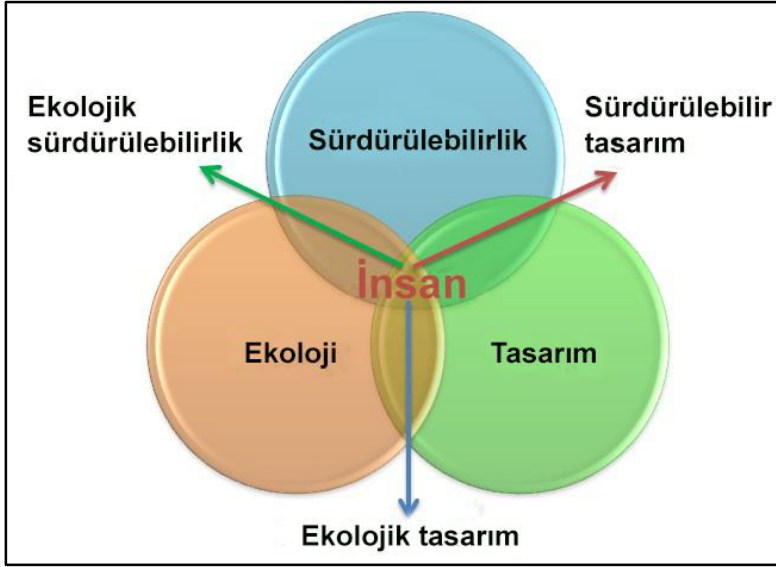 Ekolojik
sürdürülebilirlik
Sürdürülebilirlik
Sürdürülebilir
tasarım
İnsan
Ekoloji
Tasarım
Ekolojik tasarım